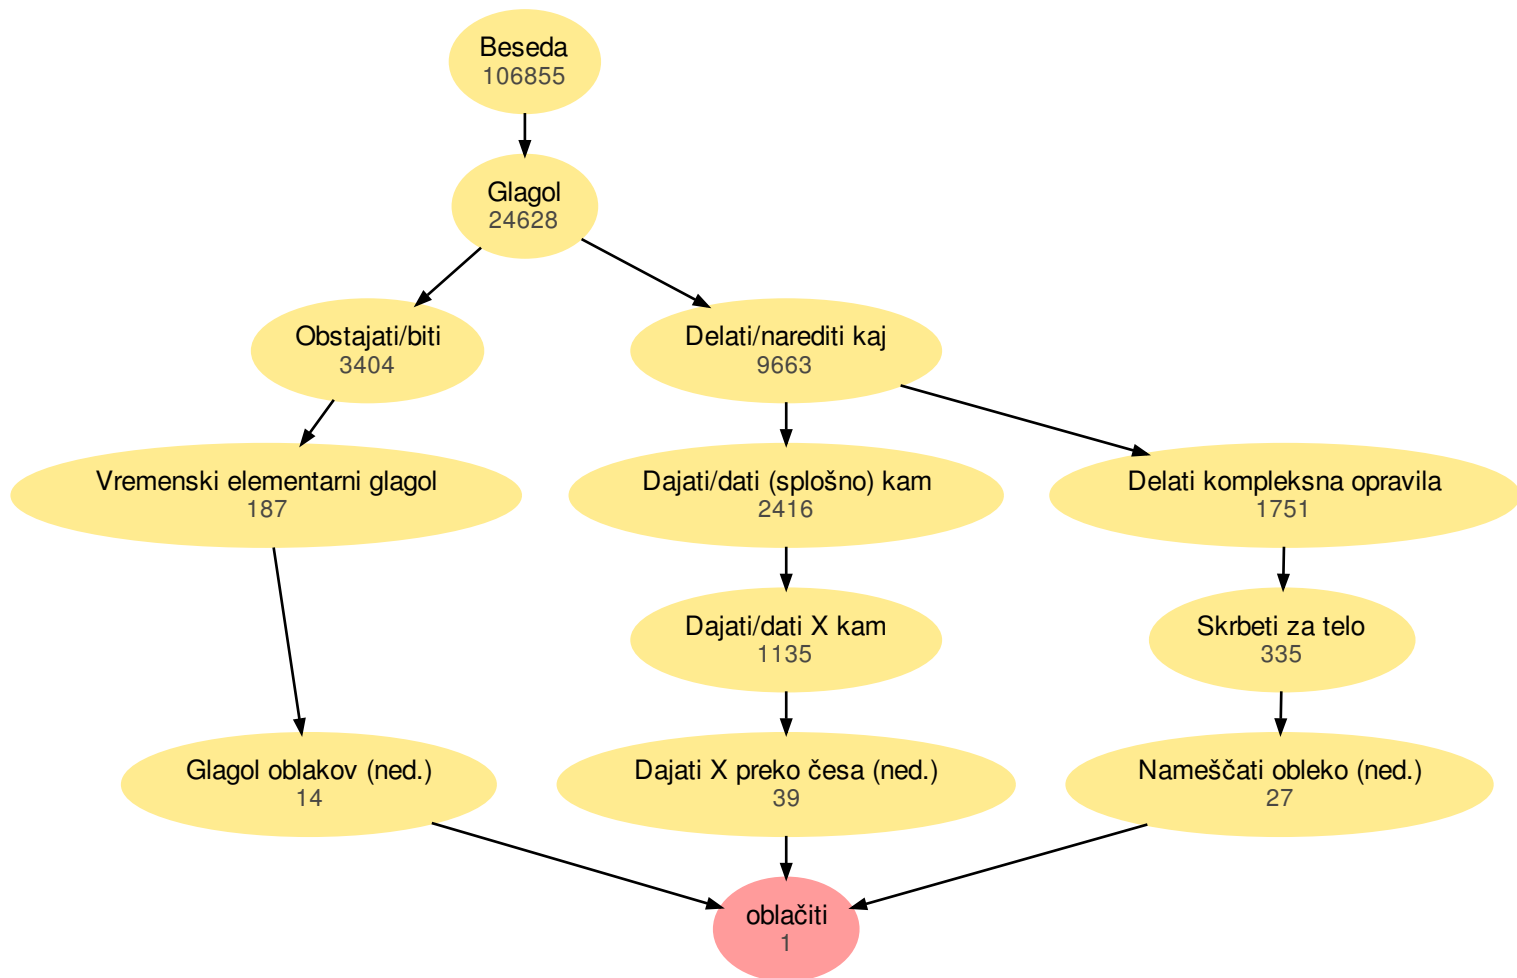 Beseda
106855
Glagol
24628
Obstajati/biti
3404
Delati/narediti kaj
9663
Vremenski elementarni glagol
187
Dajati/dati (splošno) kam
2416
Delati kompleksna opravila
1751
Dajati/dati X kam
1135
Skrbeti za telo
335
Glagol oblakov (ned.)
14
Dajati X preko česa (ned.)
39
Nameščati obleko (ned.)
27
oblačiti
1